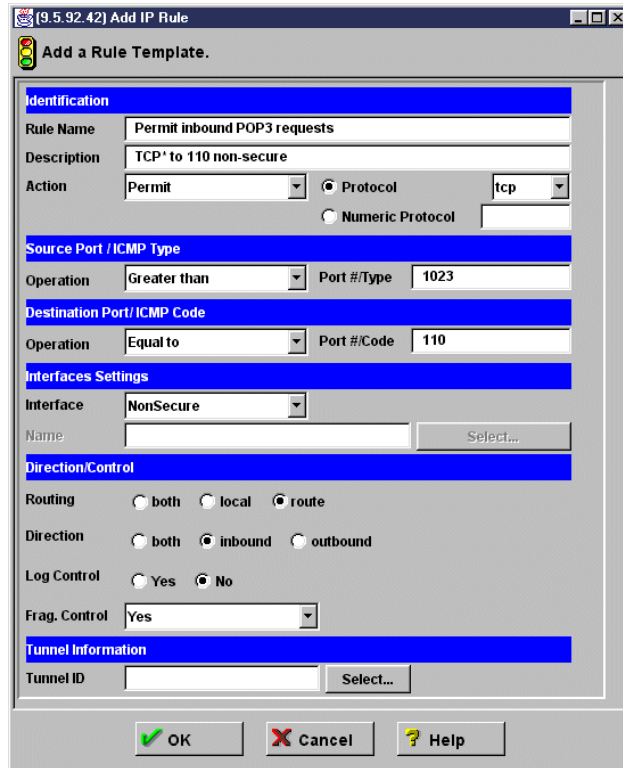 (9.5.92.42) Add IP Rule
Add a Rule Template.
Identification
Rule Name Permit inbound POP3 requests
Description TCP* to 110 non-secure
Action Permit Protocol tcp
Numeric Protocol
Source Port / ICMP Type
Operation Greater than Port #/Type 1023
Destination Port/ ICMP Code
Operation Equal to Port #/Code 110
Interfaces Settings
Interface NonSecure
Name Select...
Direction/Control
Routing both local route
Direction both inbound outbound
Log Control Yes No
Frag. Control Yes
Tunnel Information
Tunnel ID Select...
OK Cancel Help